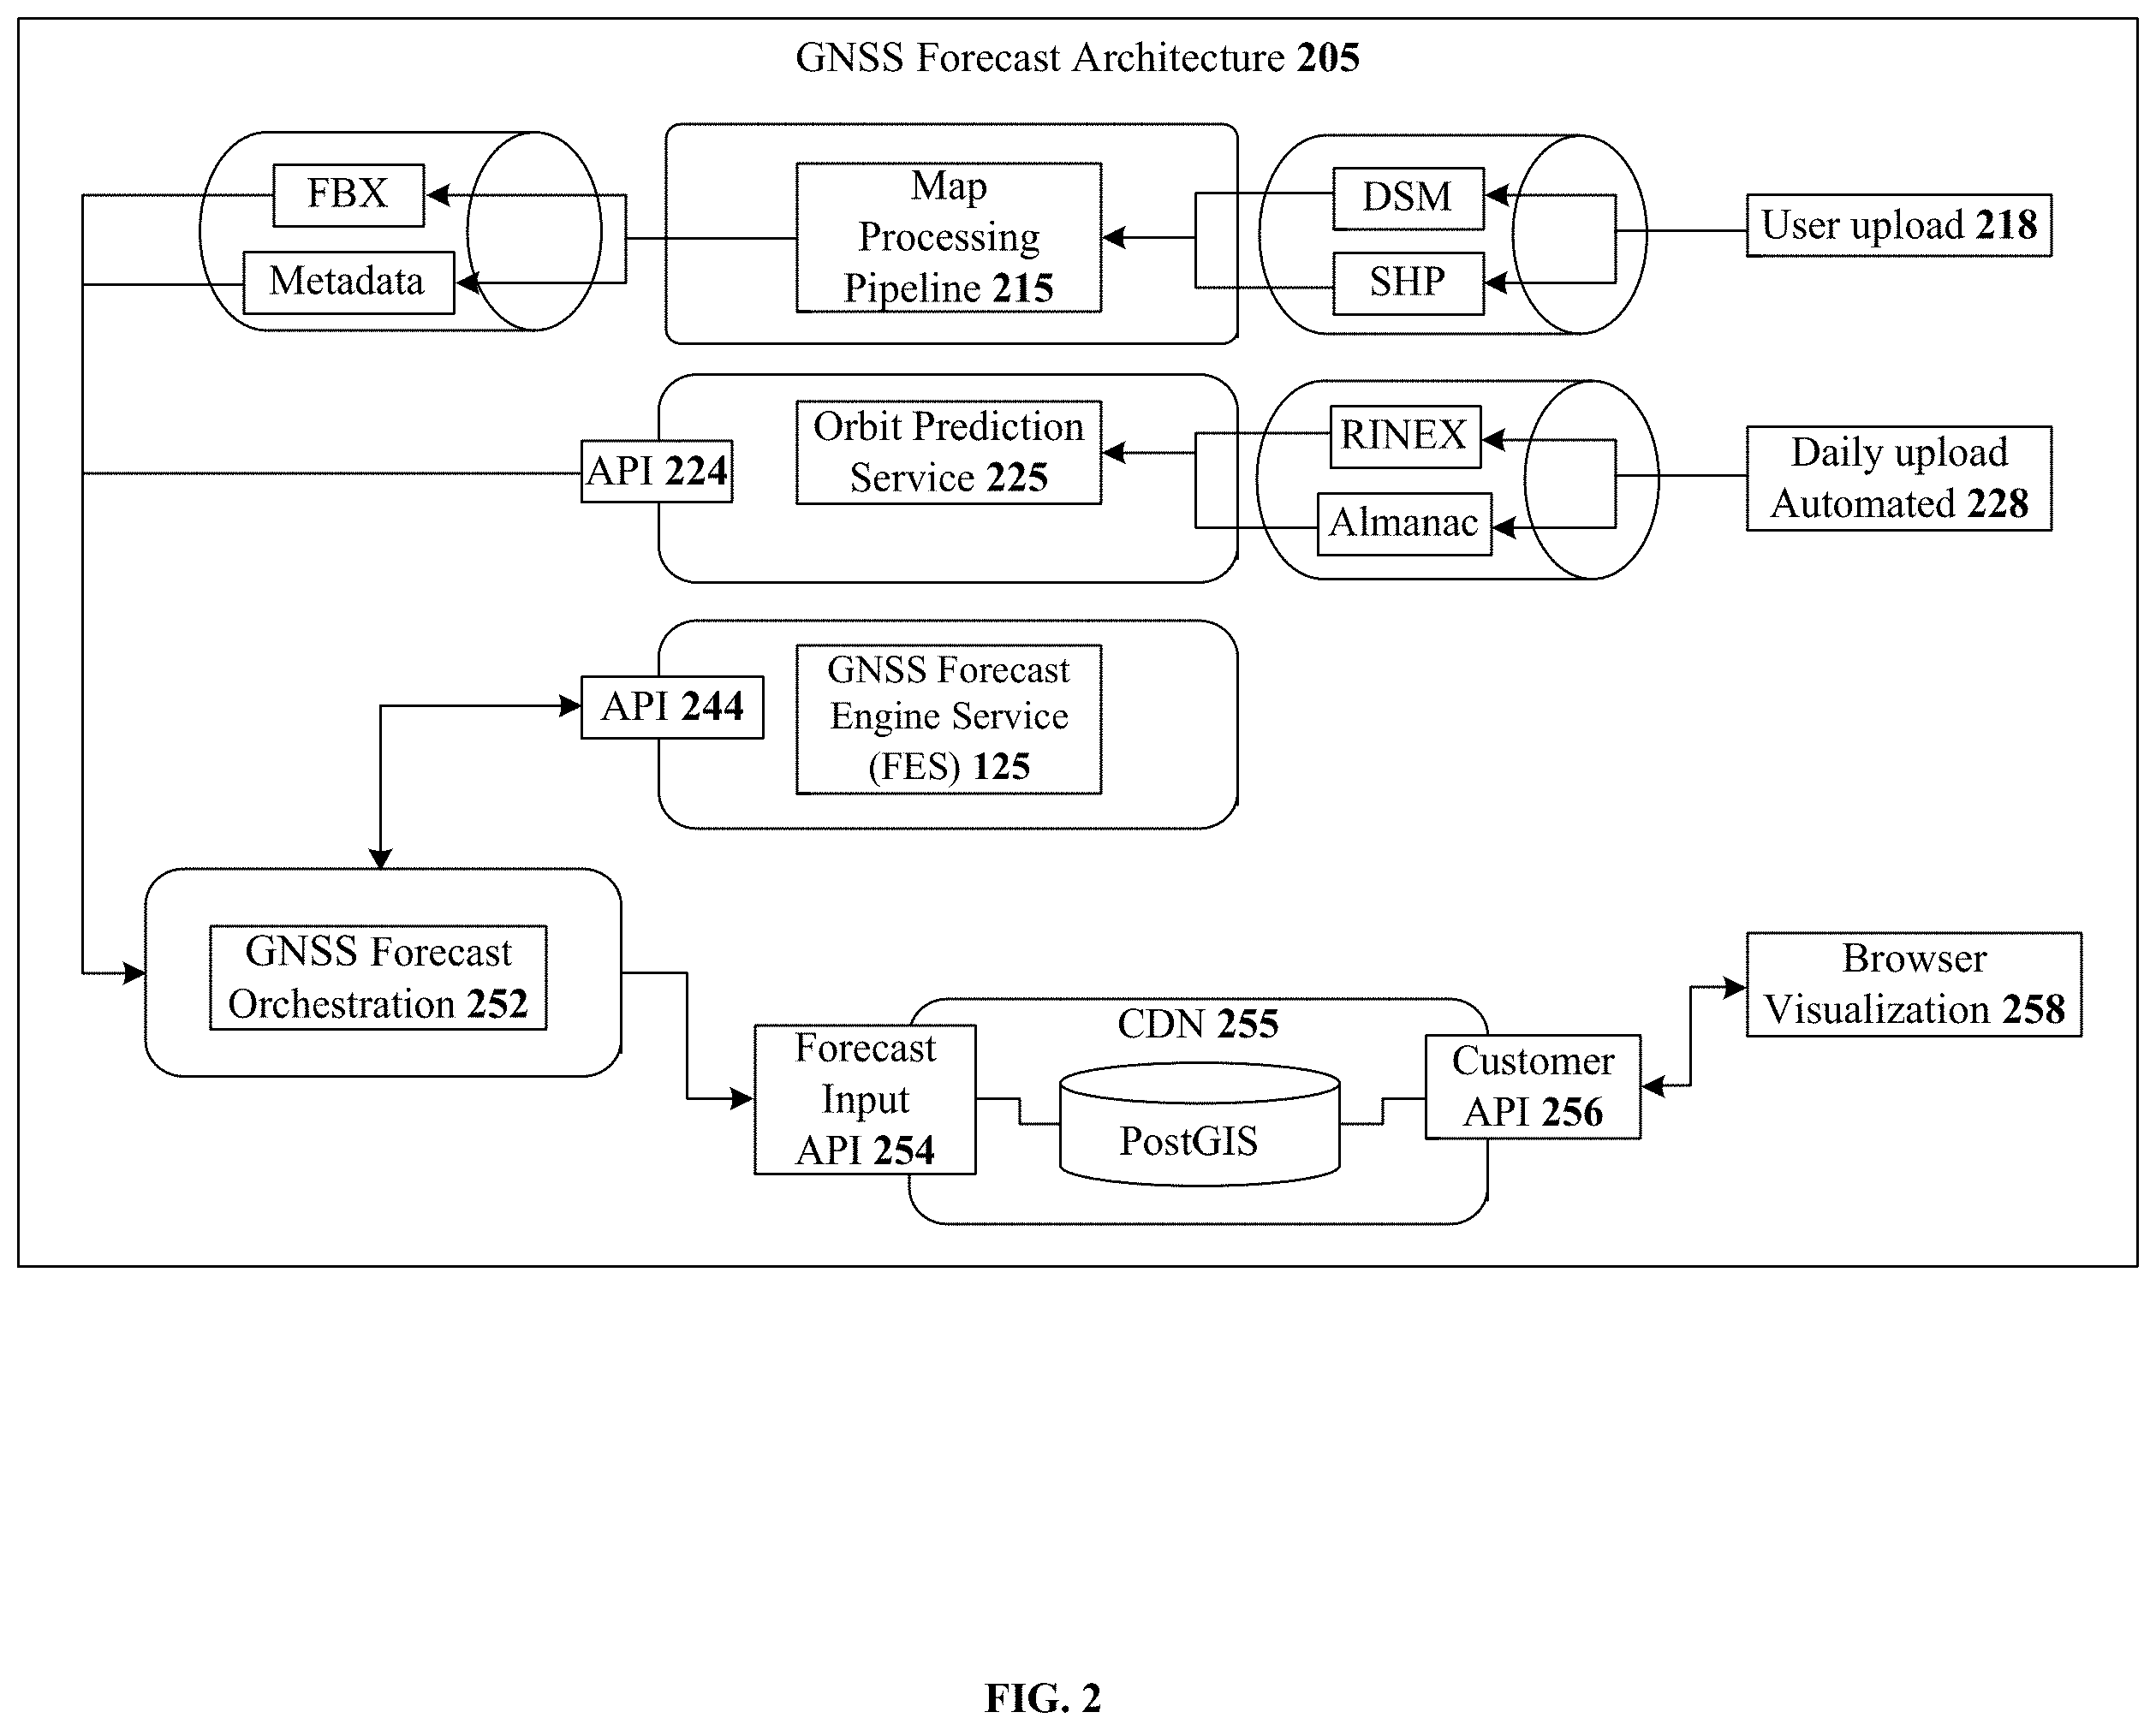 GNSS Forecast Architecture 205
FBX
Metadata
Map
Processing
Pipeline 215
DSM
SHP
User upload 218
API 224
Orbit Prediction
Service 225
RINEX
Almanac
Daily upload
Automated 228
API 244
GNSS Forecast
Engine Service
(FES) 125
GNSS Forecast
Orchestration 252
Forecast
Input
API 254
CDN 255
PostGIS
Customer
API 256
Browser
Visualization 258
FIG. 2